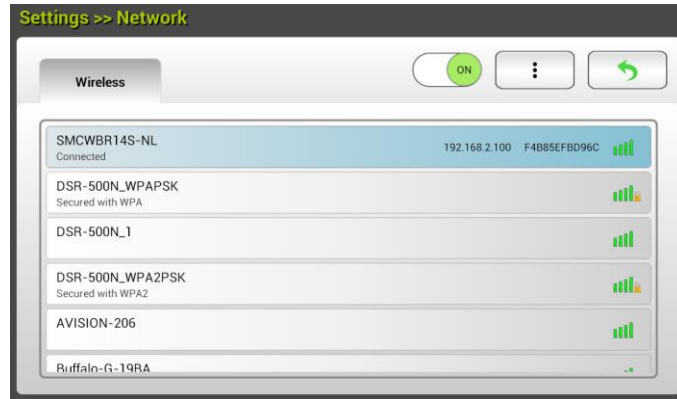 Settings >> Network
Wireless
ON
SMCWBR14S-NL
Connected
192.168.2.100 F4B85EFBD96C
DSR-500N_WPAPSK
Secured with WPA
DSR-500N_1
DSR-500N_WPA2PSK
Secured with WPA2
AVISION-206
Buffalo-G-19BA